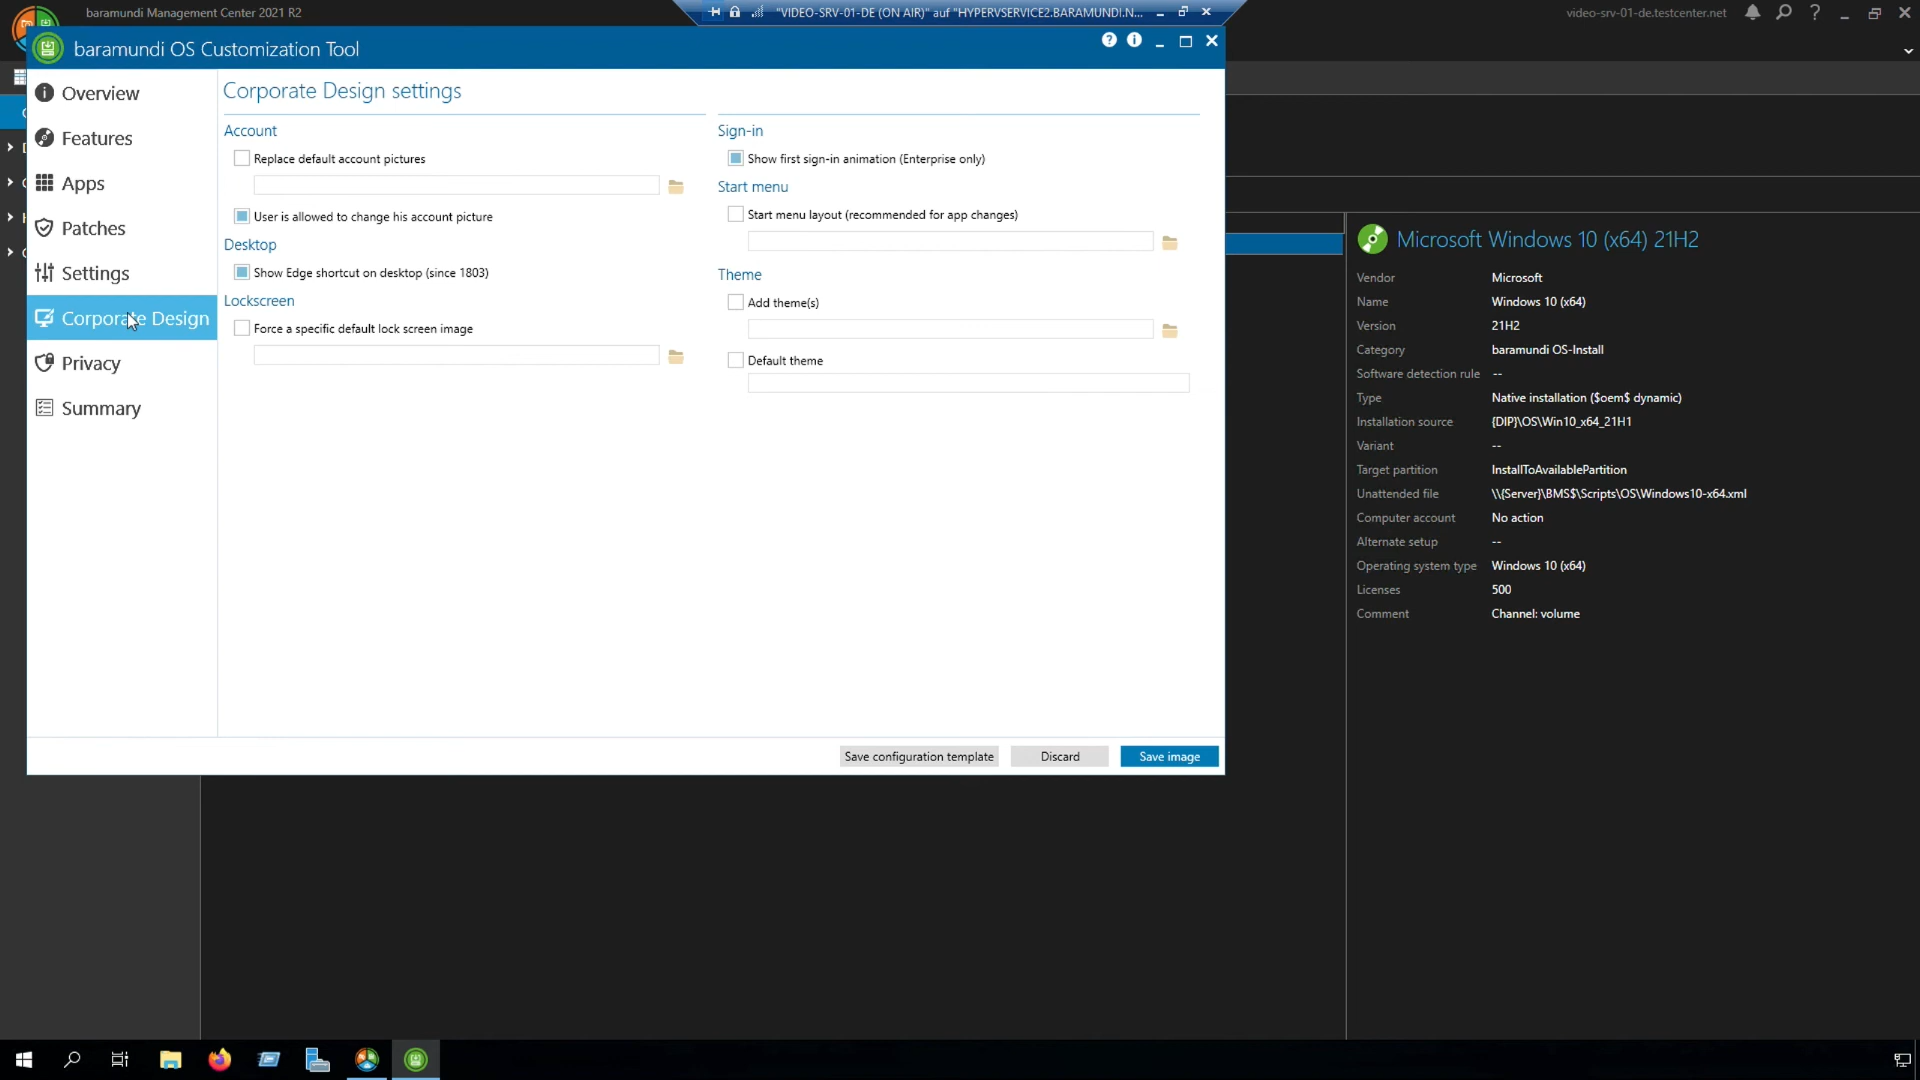 baramundi Management Center 2021 R2
"VIDEO-SRV-01-DE (ON AIR)" auf "HYPERVSERVICE2.BARAMUNDI.N...
video-srv-01-de.testcenter.net
baramundi OS Customization Tool
Overview
Features
Apps
Patches
Settings
Corporate Design
Privacy
Summary
Corporate Design settings
Account
Replace default account pictures
User is allowed to change his account picture
Desktop
Show Edge shortcut on desktop (since 1803)
Lockscreen
Force a specific default lock screen image
Sign-in
Show first sign-in animation (Enterprise only)
Start menu
Start menu layout (recommended for app changes)
Theme
Add theme(s)
Default theme
Save configuration template
Discard
Save image
Microsoft Windows 10 (x64) 21H2
Vendor Microsoft
Name Windows 10 (x64)
Version 21H2
Category baramundi OS-Install
Software detection rule --
Type Native installation ($oem$ dynamic)
Installation source {DIP}\OS\Win10_x64_21H1
Variant --
Target partition InstallToAvailablePartition
Unattended file \\{Server}\BMS$\Scripts\OS\Windows10-x64.xml
Computer account No action
Alternate setup --
Operating system type Windows 10 (x64)
Licenses 500
Comment Channel: volume